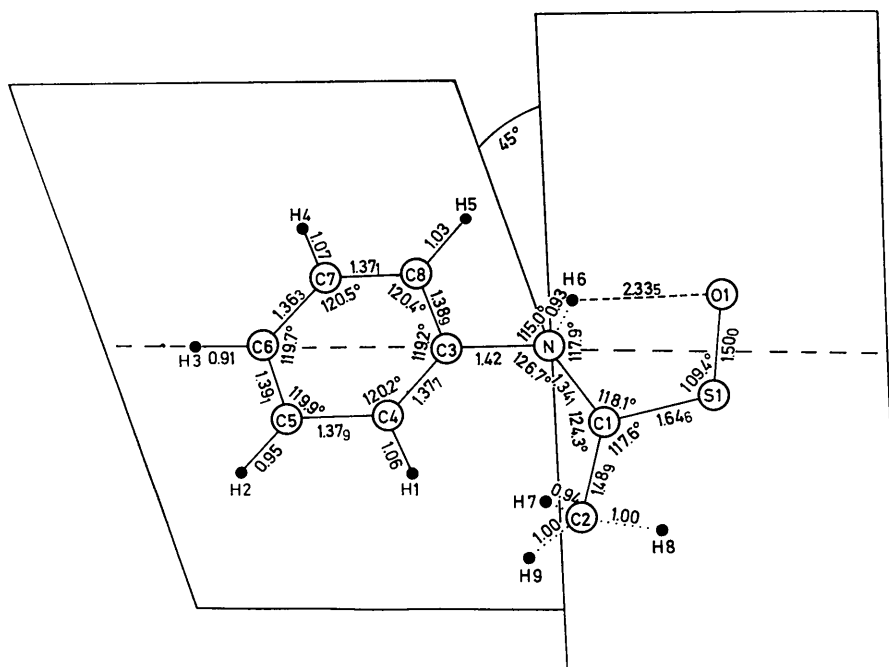 45°
H5
H4
1.03
1.07
1.37₁
C7
C8
H6
2.33₅
O1
1.36₃
120.5°
120.4°
1.38₉
0.93
115.0°
H3
0.91
C6
119.7°
119.2°
C3
1.42
N
117.6°
1.50₀
1.39₁
126.7°
1.34₁
109.4°
119.9°
120.2°
1.37₇
118.1°
S1
C5
1.37₉
C4
124.3°
C1
1.64₆
117.6°
0.95
1.06
1.48₉
H2
H1
H7
0.94
C2
1.00
1.00
H8
H9